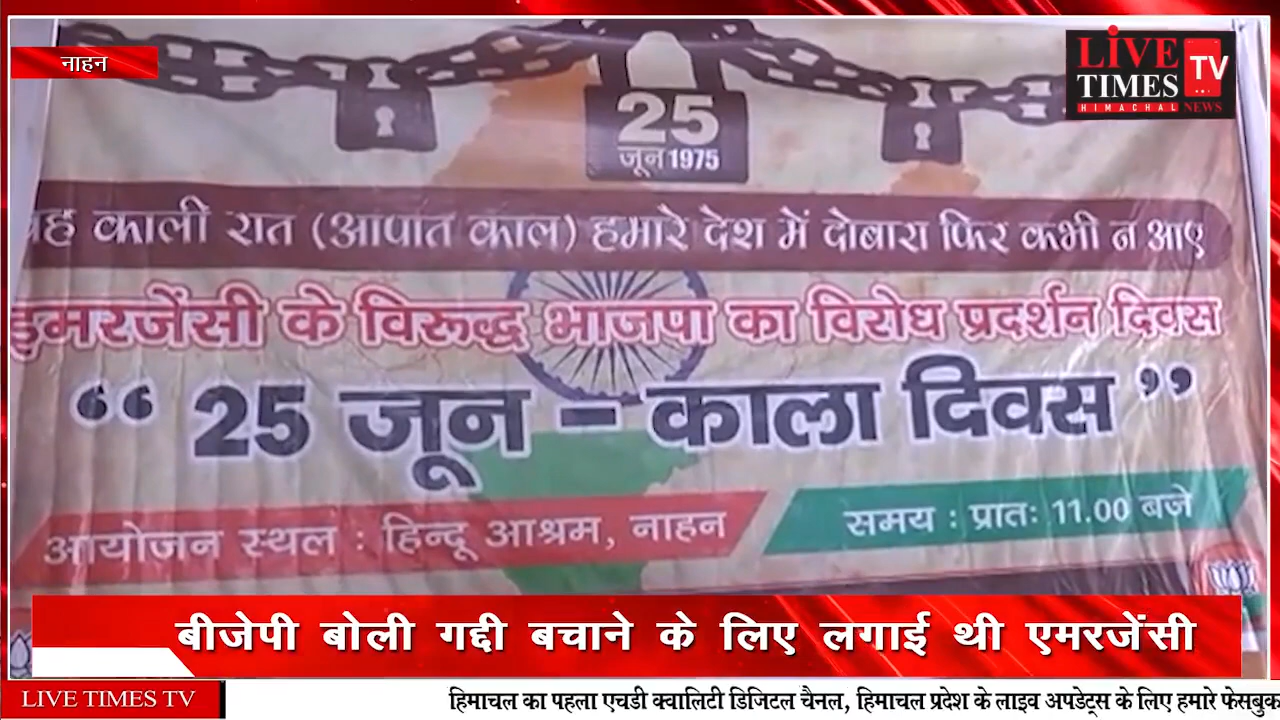 नाहन
LIVE
TIMES TV
HIMACHAL NEWS
25
जून 1975
काली रात (आपात काल) हमारे देश में दोबारा फिर कभी न आए
इमरजेंसी के विरूद्ध भाजपा का विरोध प्रदर्शन दिवस
“ 25 जून - काला दिवस ”
आयोजन स्थल : हिन्दू आश्रम, नाहन
समय : प्रातः 11.00 बजे
बीजेपी बोली गद्दी बचाने के लिए लगाई थी एमरजेंसी
LIVE TIMES TV
हिमाचल का पहला एचडी क्वालिटी डिजिटल चैनल, हिमाचल प्रदेश के लाइव अपडेट्स के लिए हमारे फेसबुक